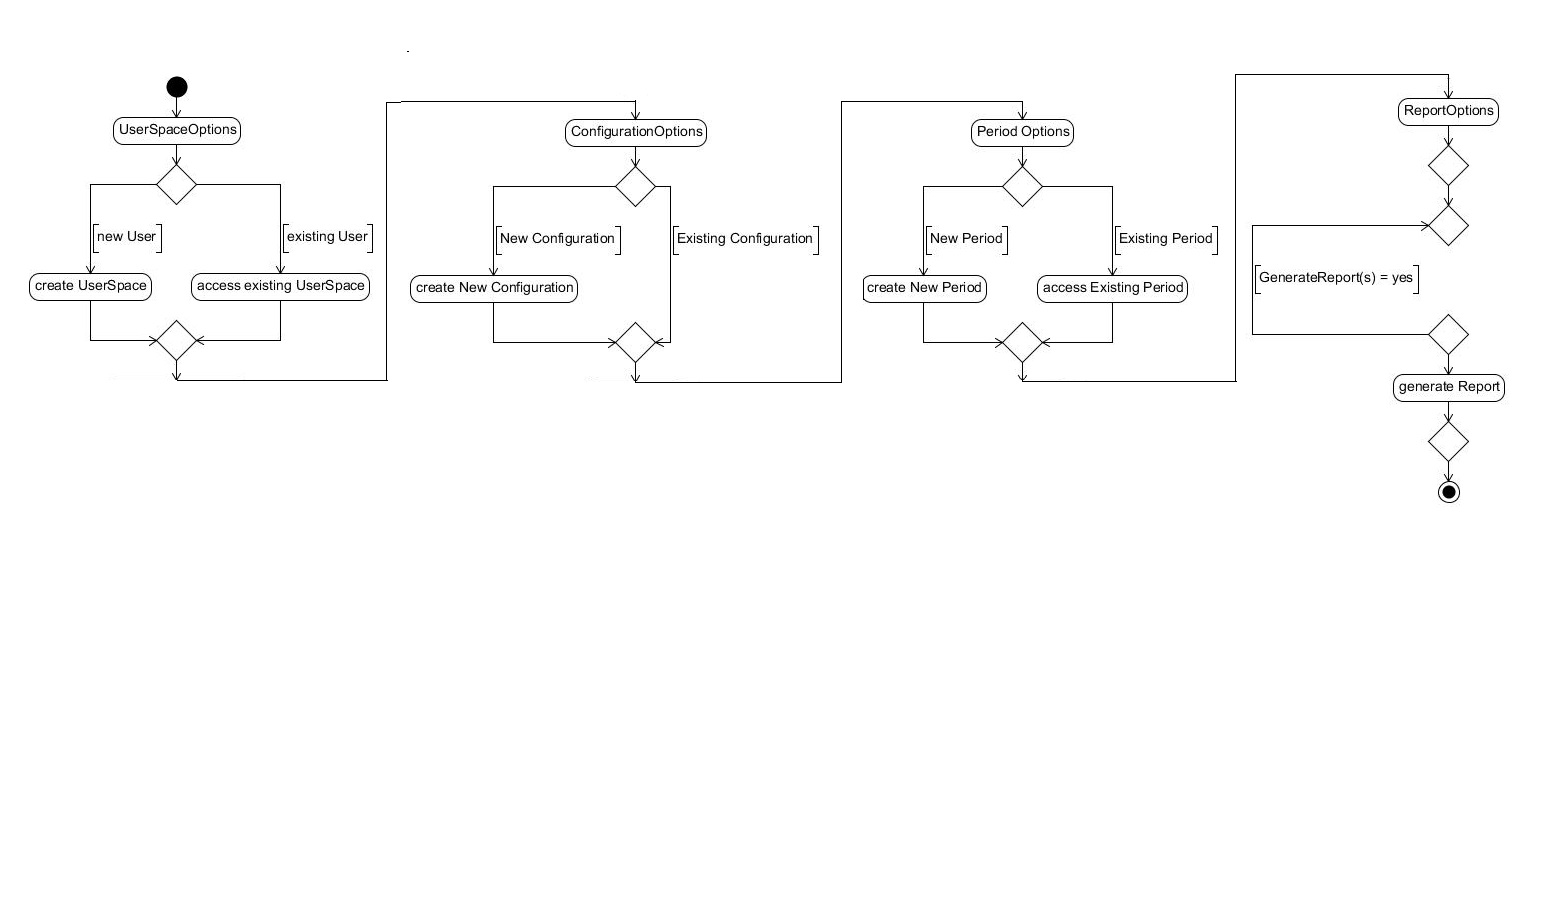 UserSpaceOptions
[new User]
[existing User]
create UserSpace
access existing UserSpace
ConfigurationOptions
[New Configuration]
[Existing Configuration]
create New Configuration
Period Options
[New Period]
[Existing Period]
create New Period
access Existing Period
ReportOptions
[GenerateReport(s) = yes]
generate Report